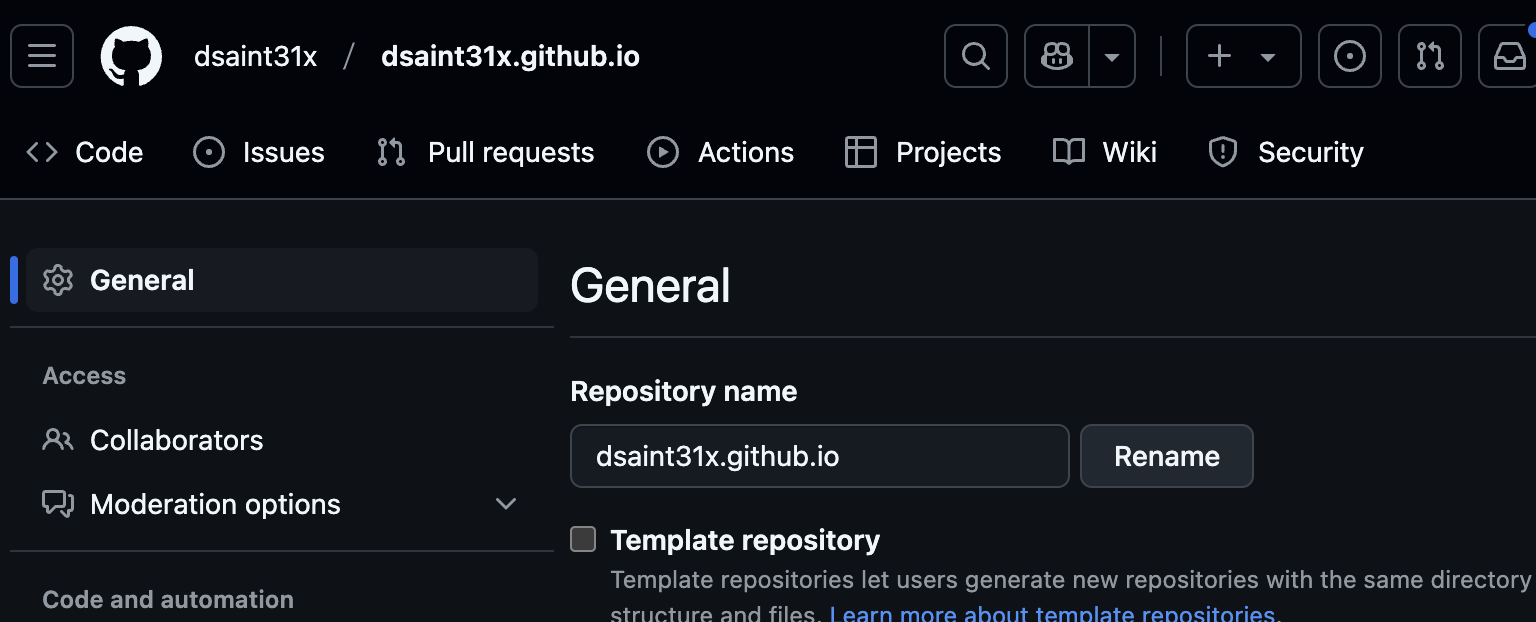 dsaint31x / dsaint31x.github.io
Code Issues Pull requests Actions Projects Wiki Security
General
Access
Collaborators
Moderation options
Code and automation
General
Repository name
dsaint31x.github.io Rename
Template repository
Template repositories let users generate new repositories with the same directory
structure and files. Learn more about template repositories.